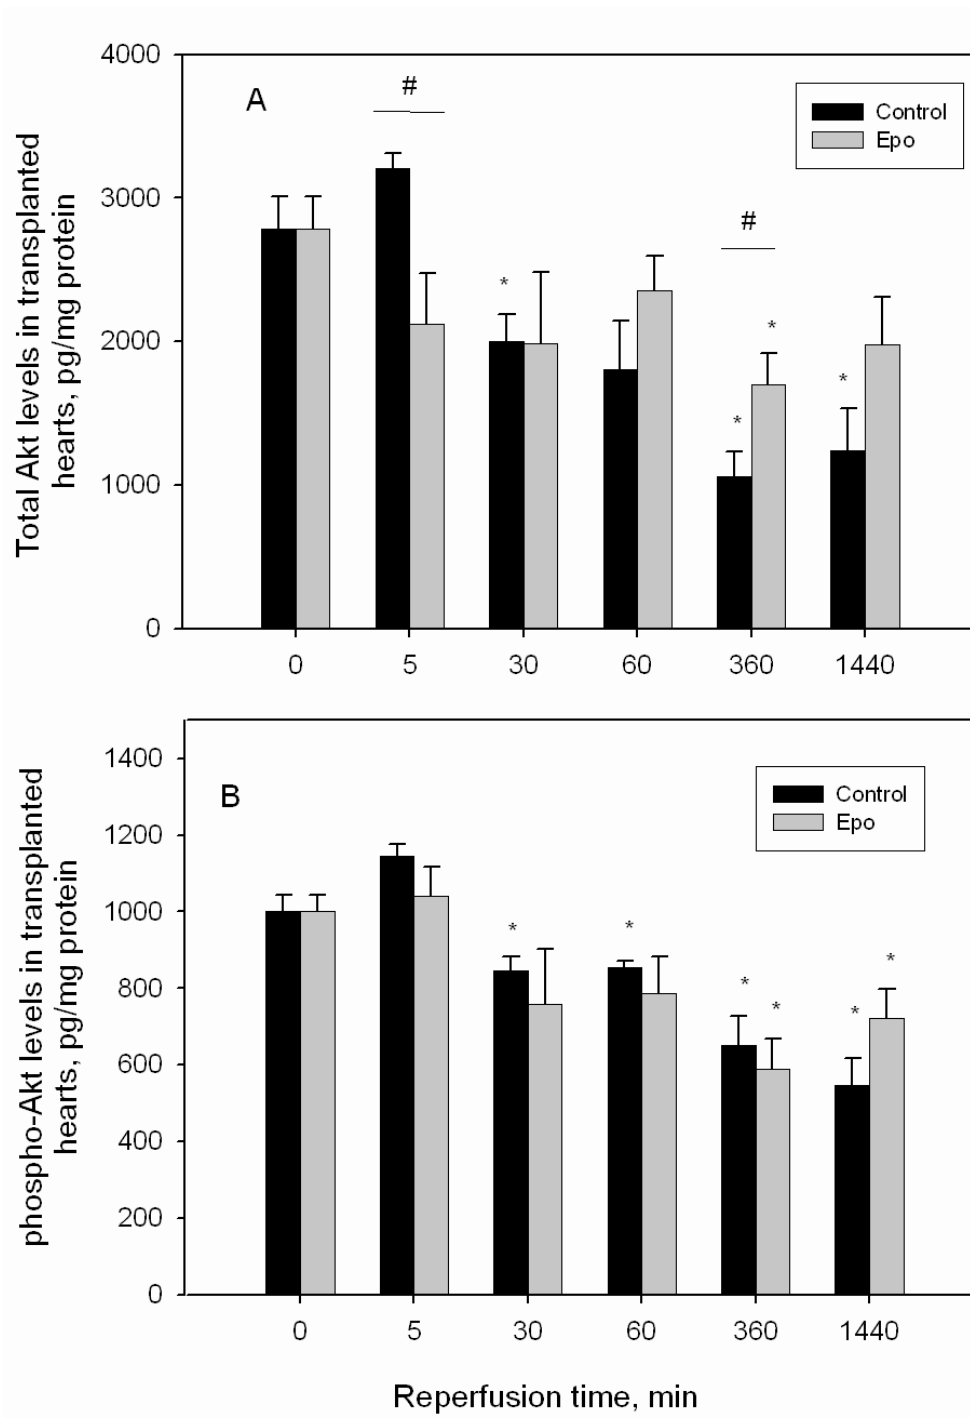 4000
#
A
Control
Epo
3000
#
*
*
2000
*
*
1000
0
0 5 30 60 360 1440
Total Akt levels in transplanted
hearts, pg/mg protein
1400
B
Control
Epo
1200
1000
*
*
*
800
*
*
*
600
400
200
0
0 5 30 60 360 1440
phospho-Akt levels in transplanted
hearts, pg/mg protein
Reperfusion time, min